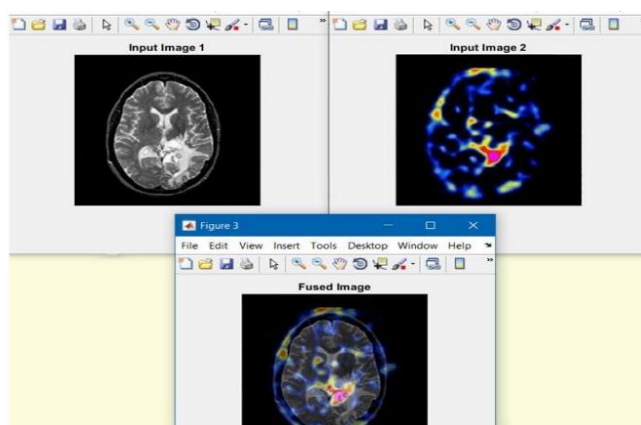 Input Image 1
Input Image 2
Figure 3
File Edit View Insert Tools Desktop Window Help
Fused Image